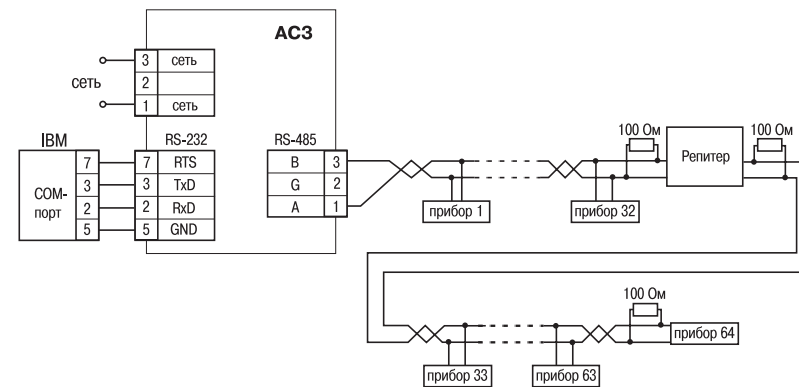 АС3
3 сеть
сеть
2
1 сеть
IBM
RS-232
RS-485
COM-порт
7
7 RTS
3
3 TxD
2
2 RxD
5
5 GND
B 3
G 2
A 1
100 Ом
Репитер
100 Ом
прибор 1
прибор 32
100 Ом
прибор 64
прибор 33
прибор 63